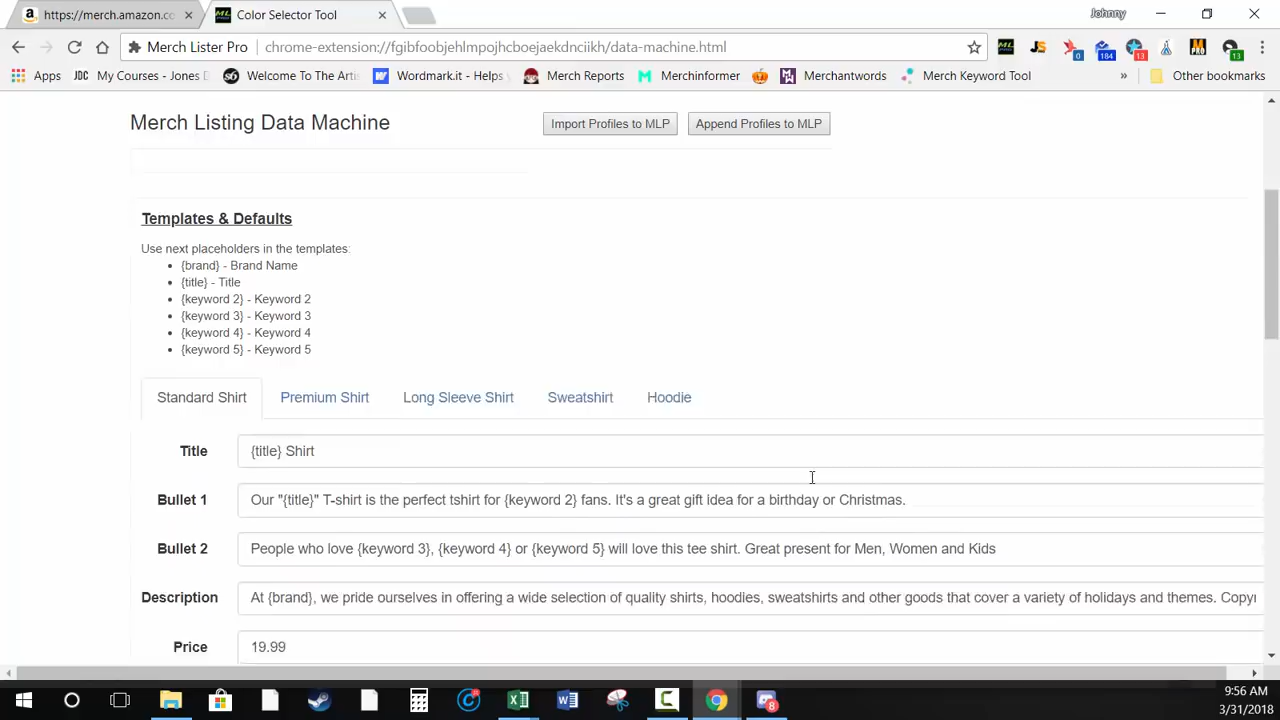 https://merch.amazon.co
Color Selector Tool
Johnny
Merch Lister Pro
chrome-extension://fgibfoobjehlmpojhcboejaekdnciikh/data-machine.html
184
0
13
13
Apps
JDC
My Courses - Jones D
Welcome To The Arti
Wordmark.it - Helps y
Merch Reports
Merchinformer
Merchantwords
Merch Keyword Tool
»
Other bookmarks
Merch Listing Data Machine
Import Profiles to MLP
Append Profiles to MLP
Templates & Defaults
Use next placeholders in the templates:
• {brand} - Brand Name
• {title} - Title
• {keyword 2} - Keyword 2
• {keyword 3} - Keyword 3
• {keyword 4} - Keyword 4
• {keyword 5} - Keyword 5
Standard Shirt
Premium Shirt
Long Sleeve Shirt
Sweatshirt
Hoodie
Title
{title} Shirt
Bullet 1
Our "{title}" T-shirt is the perfect tshirt for {keyword 2} fans. It's a great gift idea for a birthday or Christmas.
Bullet 2
People who love {keyword 3}, {keyword 4} or {keyword 5} will love this tee shirt. Great present for Men, Women and Kids
Description
At {brand}, we pride ourselves in offering a wide selection of quality shirts, hoodies, sweatshirts and other goods that cover a variety of holidays and themes. Copyr
Price
19.99
8
9:56 AM
3/31/2018